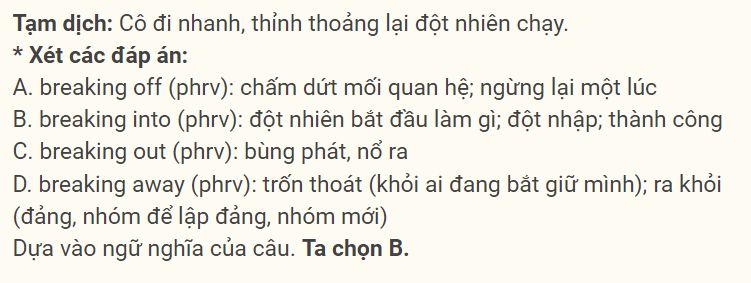 Tạm dịch: Cô đi nhanh, thỉnh thoảng lại đột nhiên chạy.
* Xét các đáp án:
A. breaking off (phrv): chấm dứt mối quan hệ; ngừng lại một lúc
B. breaking into (phrv): đột nhiên bắt đầu làm gì; đột nhập; thành công
C. breaking out (phrv): bùng phát, nổ ra
D. breaking away (phrv): trốn thoát (khỏi ai đang bắt giữ mình); ra khỏi
(đảng, nhóm để lập đảng, nhóm mới)
Dựa vào ngữ nghĩa của câu. Ta chọn B.